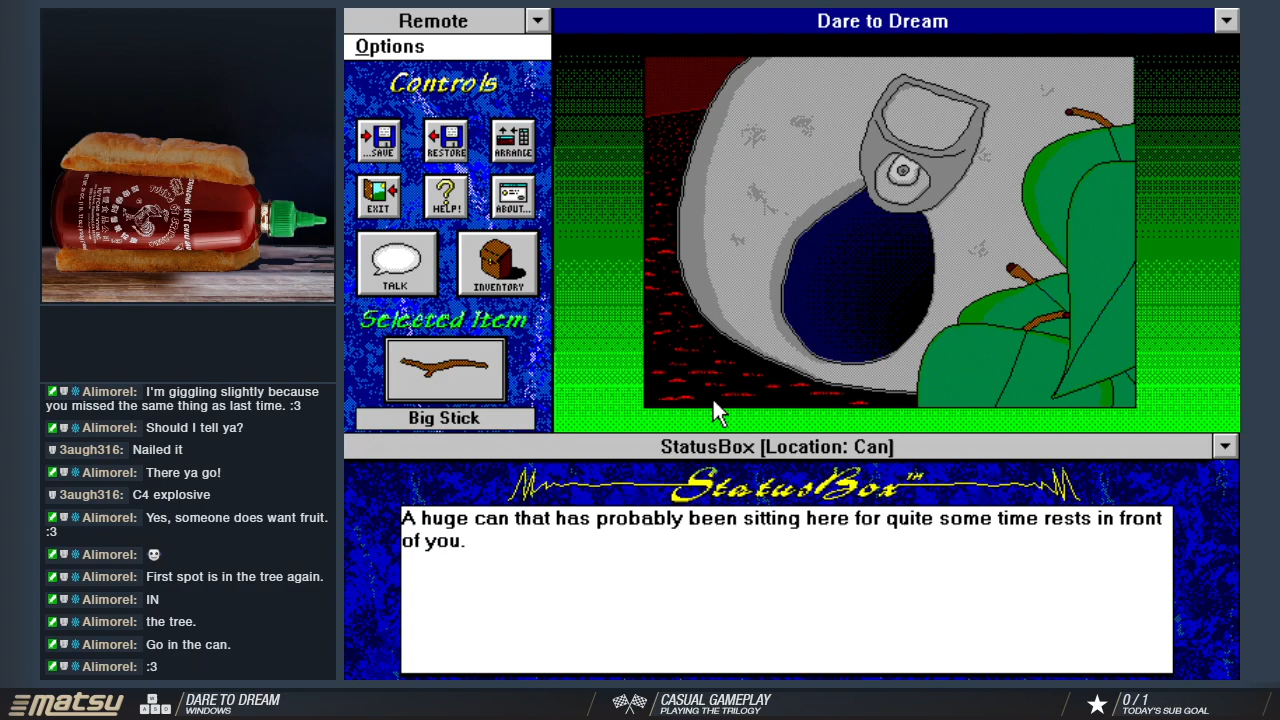 Remote
Dare to Dream
Options
Controls
...SAVE
RESTORE
ARRANGE
EXIT
HELP!
ABOUT...
TALK
INVENTORY
Selected Item
Big Stick
StatusBox [Location: Can]
StatusBox™
A huge can that has probably been sitting here for quite some time rests in front
of you.
Alimorel: I'm giggling slightly because
you missed the same thing as last time. :3
Alimorel: Should I tell ya?
3augh316: Nailed it
Alimorel: There ya go!
3augh316: C4 explosive
Alimorel: Yes, someone does want fruit.
:3
Alimorel:
Alimorel: First spot is in the tree again.
Alimorel: IN
Alimorel: the tree.
Alimorel: Go in the can.
Alimorel: :3
MATSU
W
A S D
DARE TO DREAM
WINDOWS
CASUAL GAMEPLAY
PLAYING THE TRILOGY
0 / 1
TODAY'S SUB GOAL